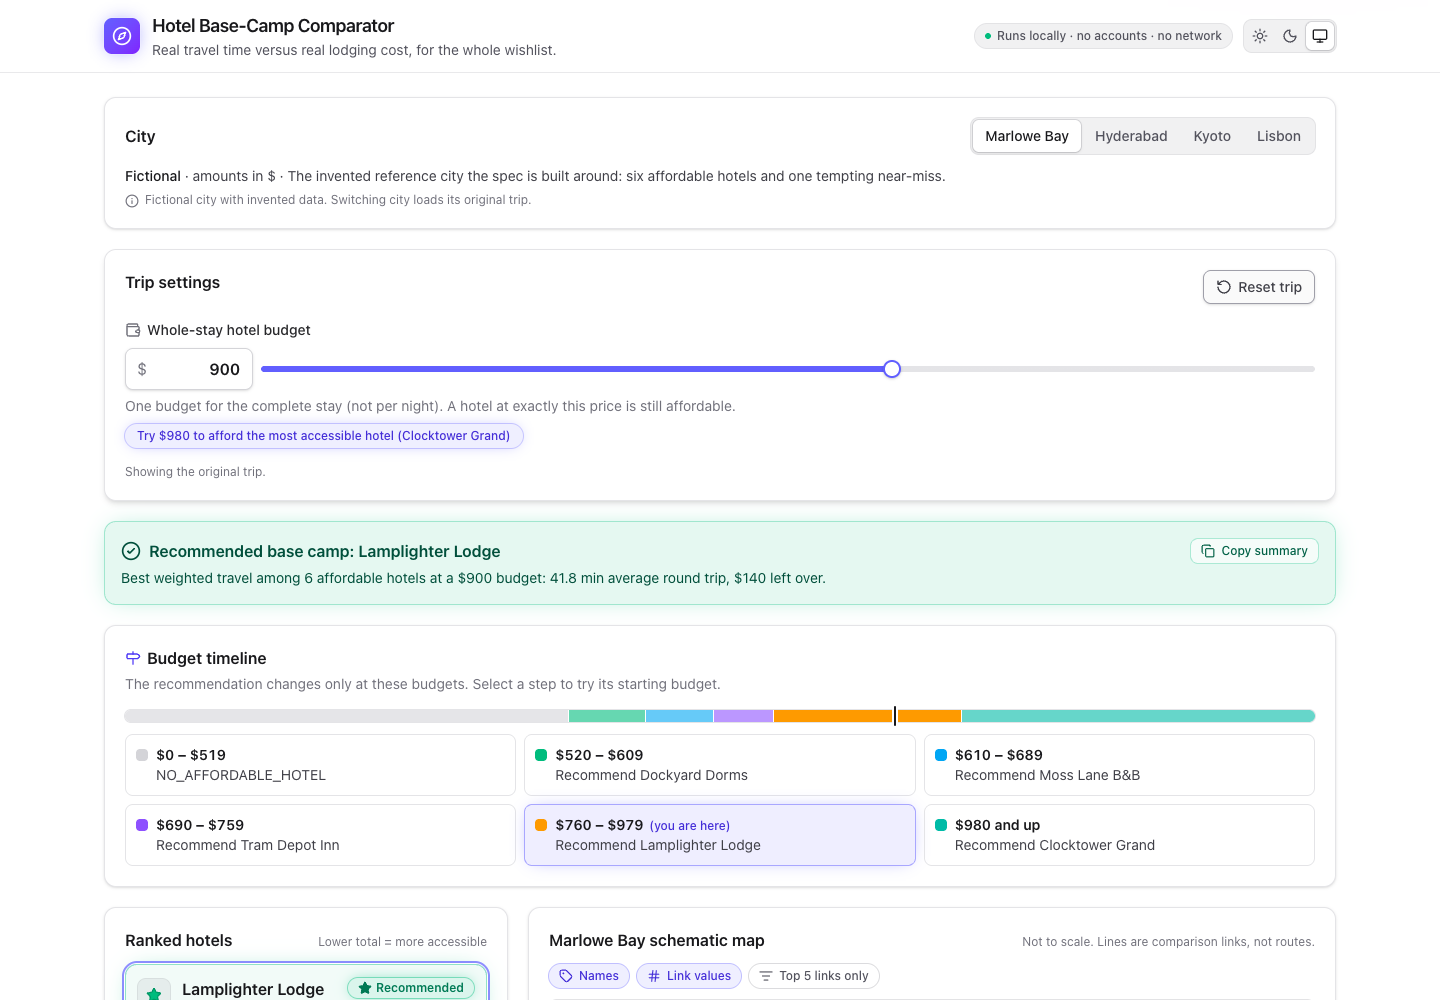 Hotel Base-Camp Comparator
Real travel time versus real lodging cost, for the whole wishlist.
Runs locally · no accounts · no network
City
Marlowe Bay
Hyderabad
Kyoto
Lisbon
Fictional · amounts in $ · The invented reference city the spec is built around: six affordable hotels and one tempting near-miss.
Fictional city with invented data. Switching city loads its original trip.
Trip settings
Reset trip
Whole-stay hotel budget
$ 900
One budget for the complete stay (not per night). A hotel at exactly this price is still affordable.
Try $980 to afford the most accessible hotel (Clocktower Grand)
Showing the original trip.
Recommended base camp: Lamplighter Lodge
Copy summary
Best weighted travel among 6 affordable hotels at a $900 budget: 41.8 min average round trip, $140 left over.
Budget timeline
The recommendation changes only at these budgets. Select a step to try its starting budget.
$0 – $519
NO_AFFORDABLE_HOTEL
$520 – $609
Recommend Dockyard Dorms
$610 – $689
Recommend Moss Lane B&B
$690 – $759
Recommend Tram Depot Inn
$760 – $979 (you are here)
Recommend Lamplighter Lodge
$980 and up
Recommend Clocktower Grand
Ranked hotels
Lower total = more accessible
Lamplighter Lodge
Recommended
Marlowe Bay schematic map
Not to scale. Lines are comparison links, not routes.
Names
Link values
Top 5 links only